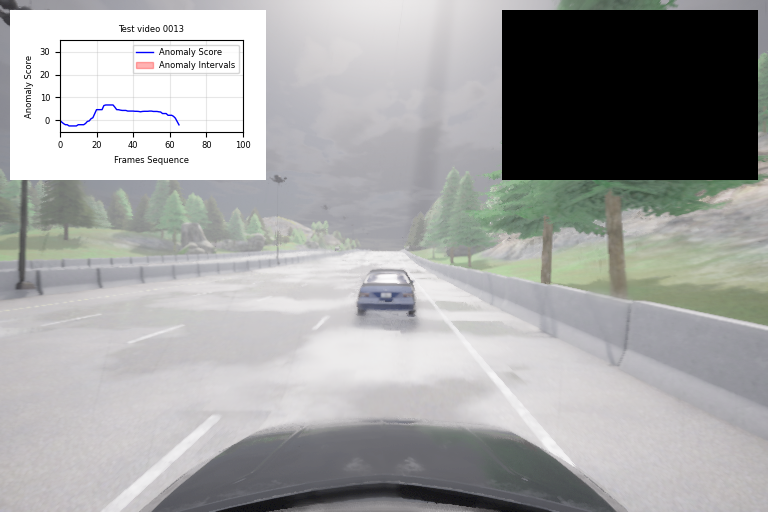 Test video 0013
Anomaly Score
30
20
10
0
Anomaly Score
Anomaly Intervals
0 20 40 60 80 100
Frames Sequence